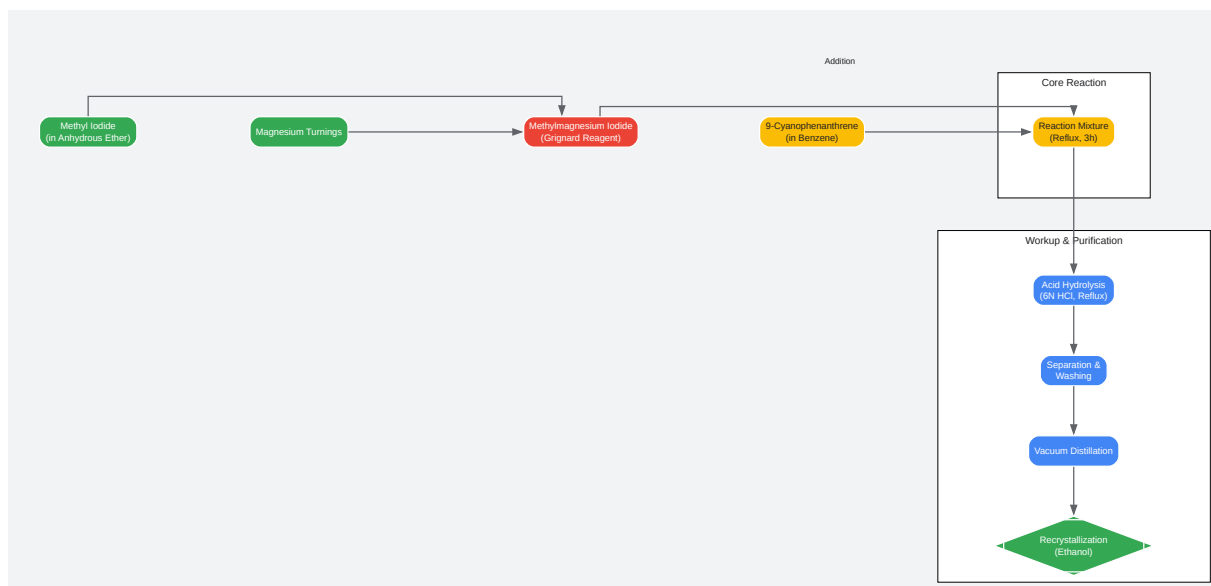 Addition
Core Reaction
Methyl Iodide
(in Anhydrous Ether)
Magnesium Turnings
Methylmagnesium Iodide
(Grignard Reagent)
9-Cyanophenanthrene
(in Benzene)
Reaction Mixture
(Reflux, 3h)
Workup & Purification
Acid Hydrolysis
(6N HCl, Reflux)
Separation &
Washing
Vacuum Distillation
Recrystallization
(Ethanol)